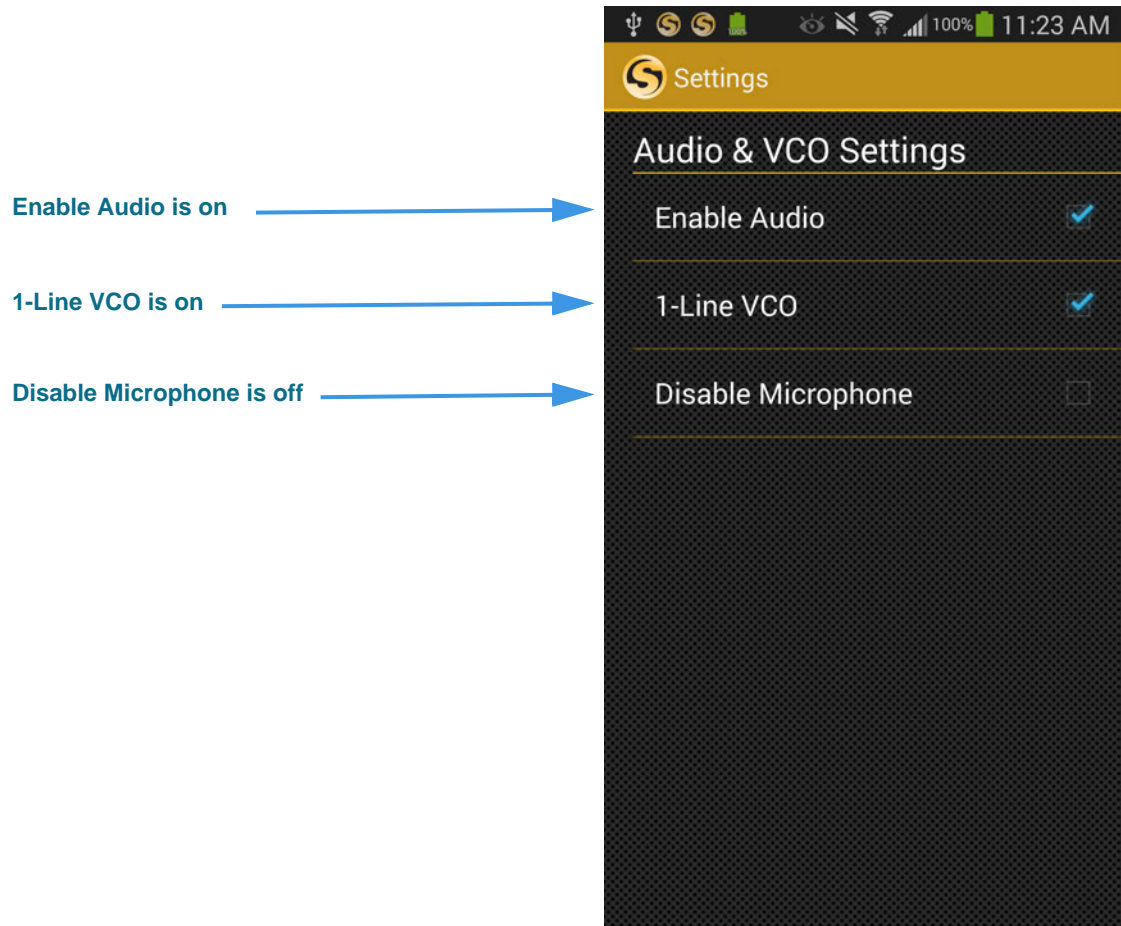 100% 11:23 AM
Settings
Audio & VCO Settings
Enable Audio is on
Enable Audio
1-Line VCO is on
1-Line VCO
Disable Microphone is off
Disable Microphone